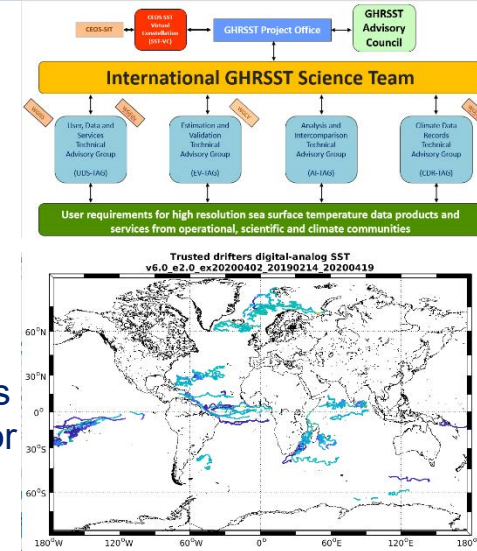 GHRSST
Advisory
Council
CEOS-SST
Virtual
Constellation
(SST-VC)
CEOS-SIT
GHRSST Project Office
International GHRSST Science Team
User, Data and
Services
Technical
Advisory Group
(UDS-TAG)
Estimation and
Validation
Technical
Advisory Group
(EV-TAG)
Analysis and
Intercomparison
Technical
Advisory Group
(AI-TAG)
Climate Data
Records
Technical
Advisory Group
(CDR-TAG)
User requirements for high resolution sea surface temperature data products and
services from operational, scientific and climate communities
Trusted drifters digital-analog SST
v6.0_e2.0_ex20200402_20190214_20200419
60°N
30°N
0°
30°S
60°S
180°W 120°W 60°W 0° 60°E 120°E 180°
s
or